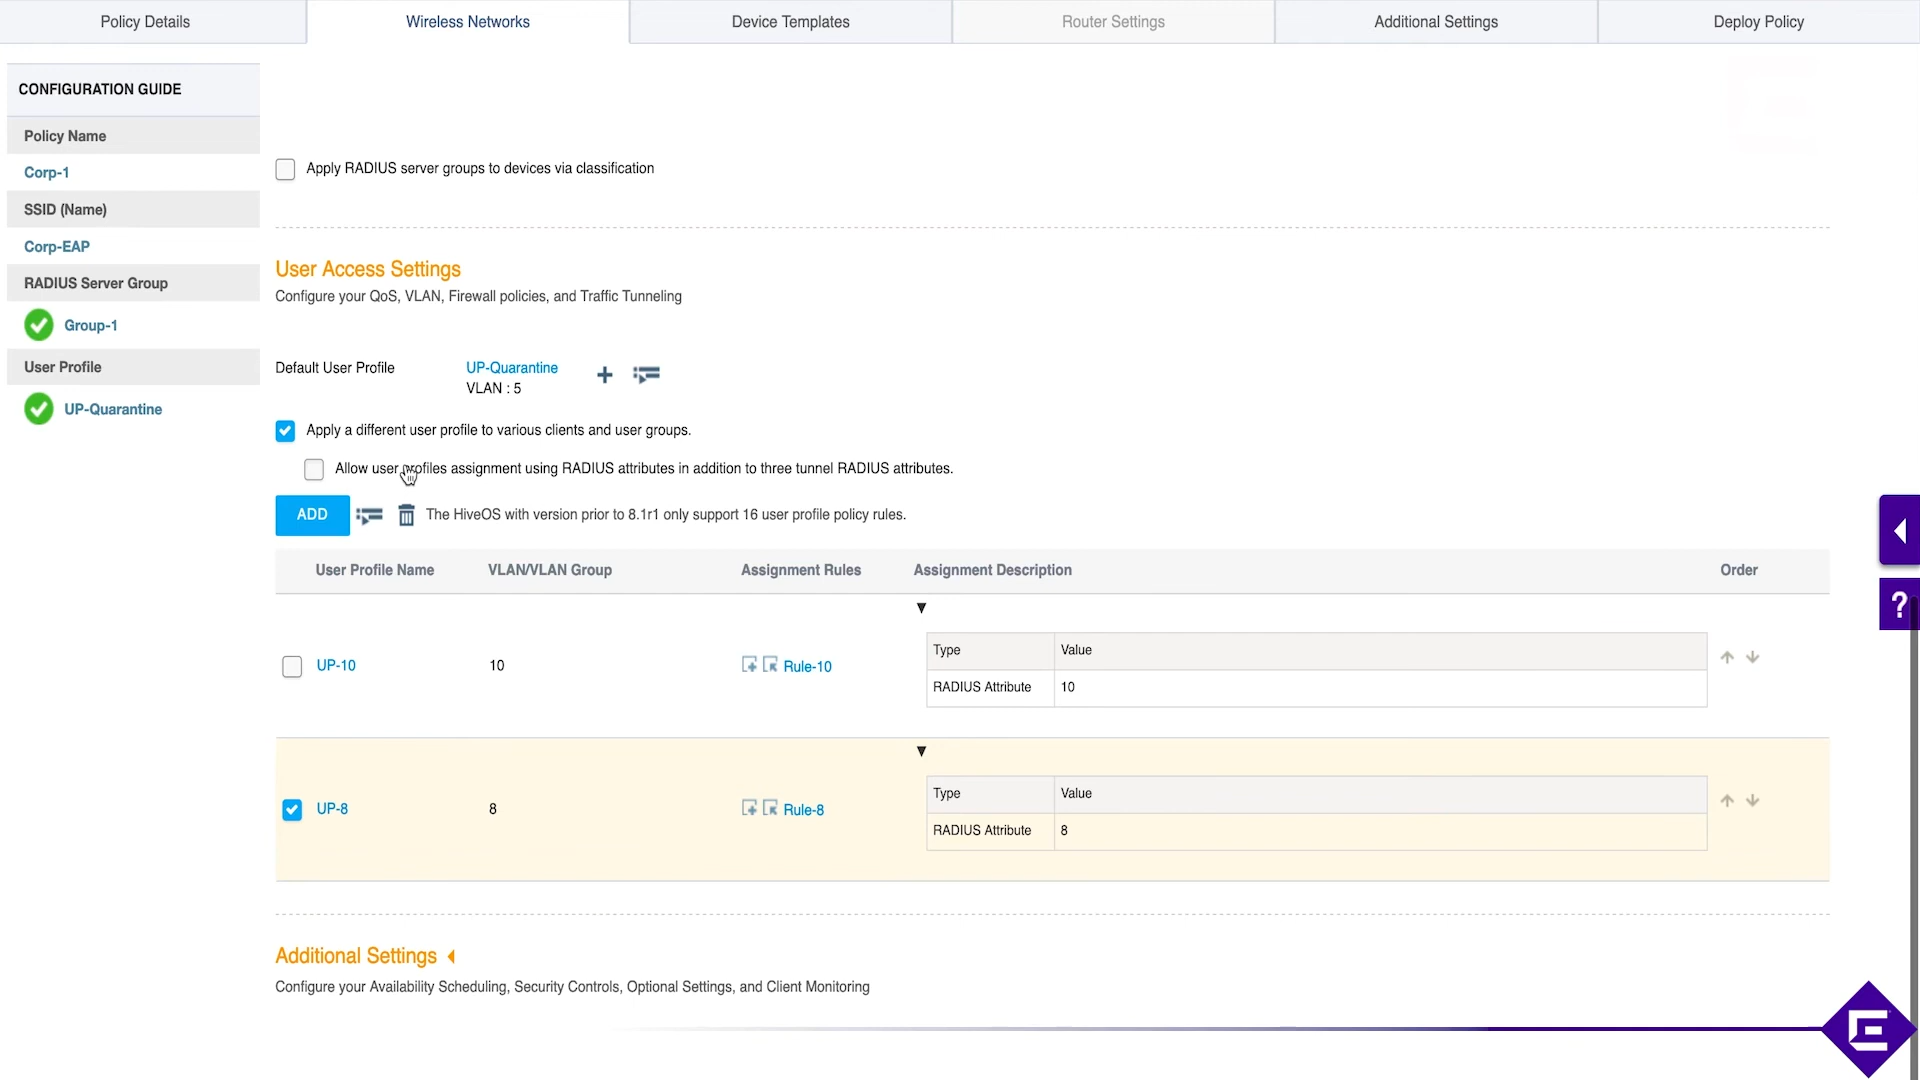 Policy Details
Wireless Networks
Device Templates
Router Settings
Additional Settings
Deploy Policy
CONFIGURATION GUIDE
Policy Name
Corp-1
SSID (Name)
Corp-EAP
RADIUS Server Group
Group-1
User Profile
UP-Quarantine
Apply RADIUS server groups to devices via classification
User Access Settings
Configure your QoS, VLAN, Firewall policies, and Traffic Tunneling
Default User Profile
UP-Quarantine
VLAN : 5
Apply a different user profile to various clients and user groups.
Allow user profiles assignment using RADIUS attributes in addition to three tunnel RADIUS attributes.
ADD
The HiveOS with version prior to 8.1r1 only support 16 user profile policy rules.
User Profile Name
VLAN/VLAN Group
Assignment Rules
Assignment Description
Order
UP-10
10
Rule-10
Type
Value
RADIUS Attribute
10
UP-8
8
Rule-8
Type
Value
RADIUS Attribute
8
Additional Settings
Configure your Availability Scheduling, Security Controls, Optional Settings, and Client Monitoring
?
E